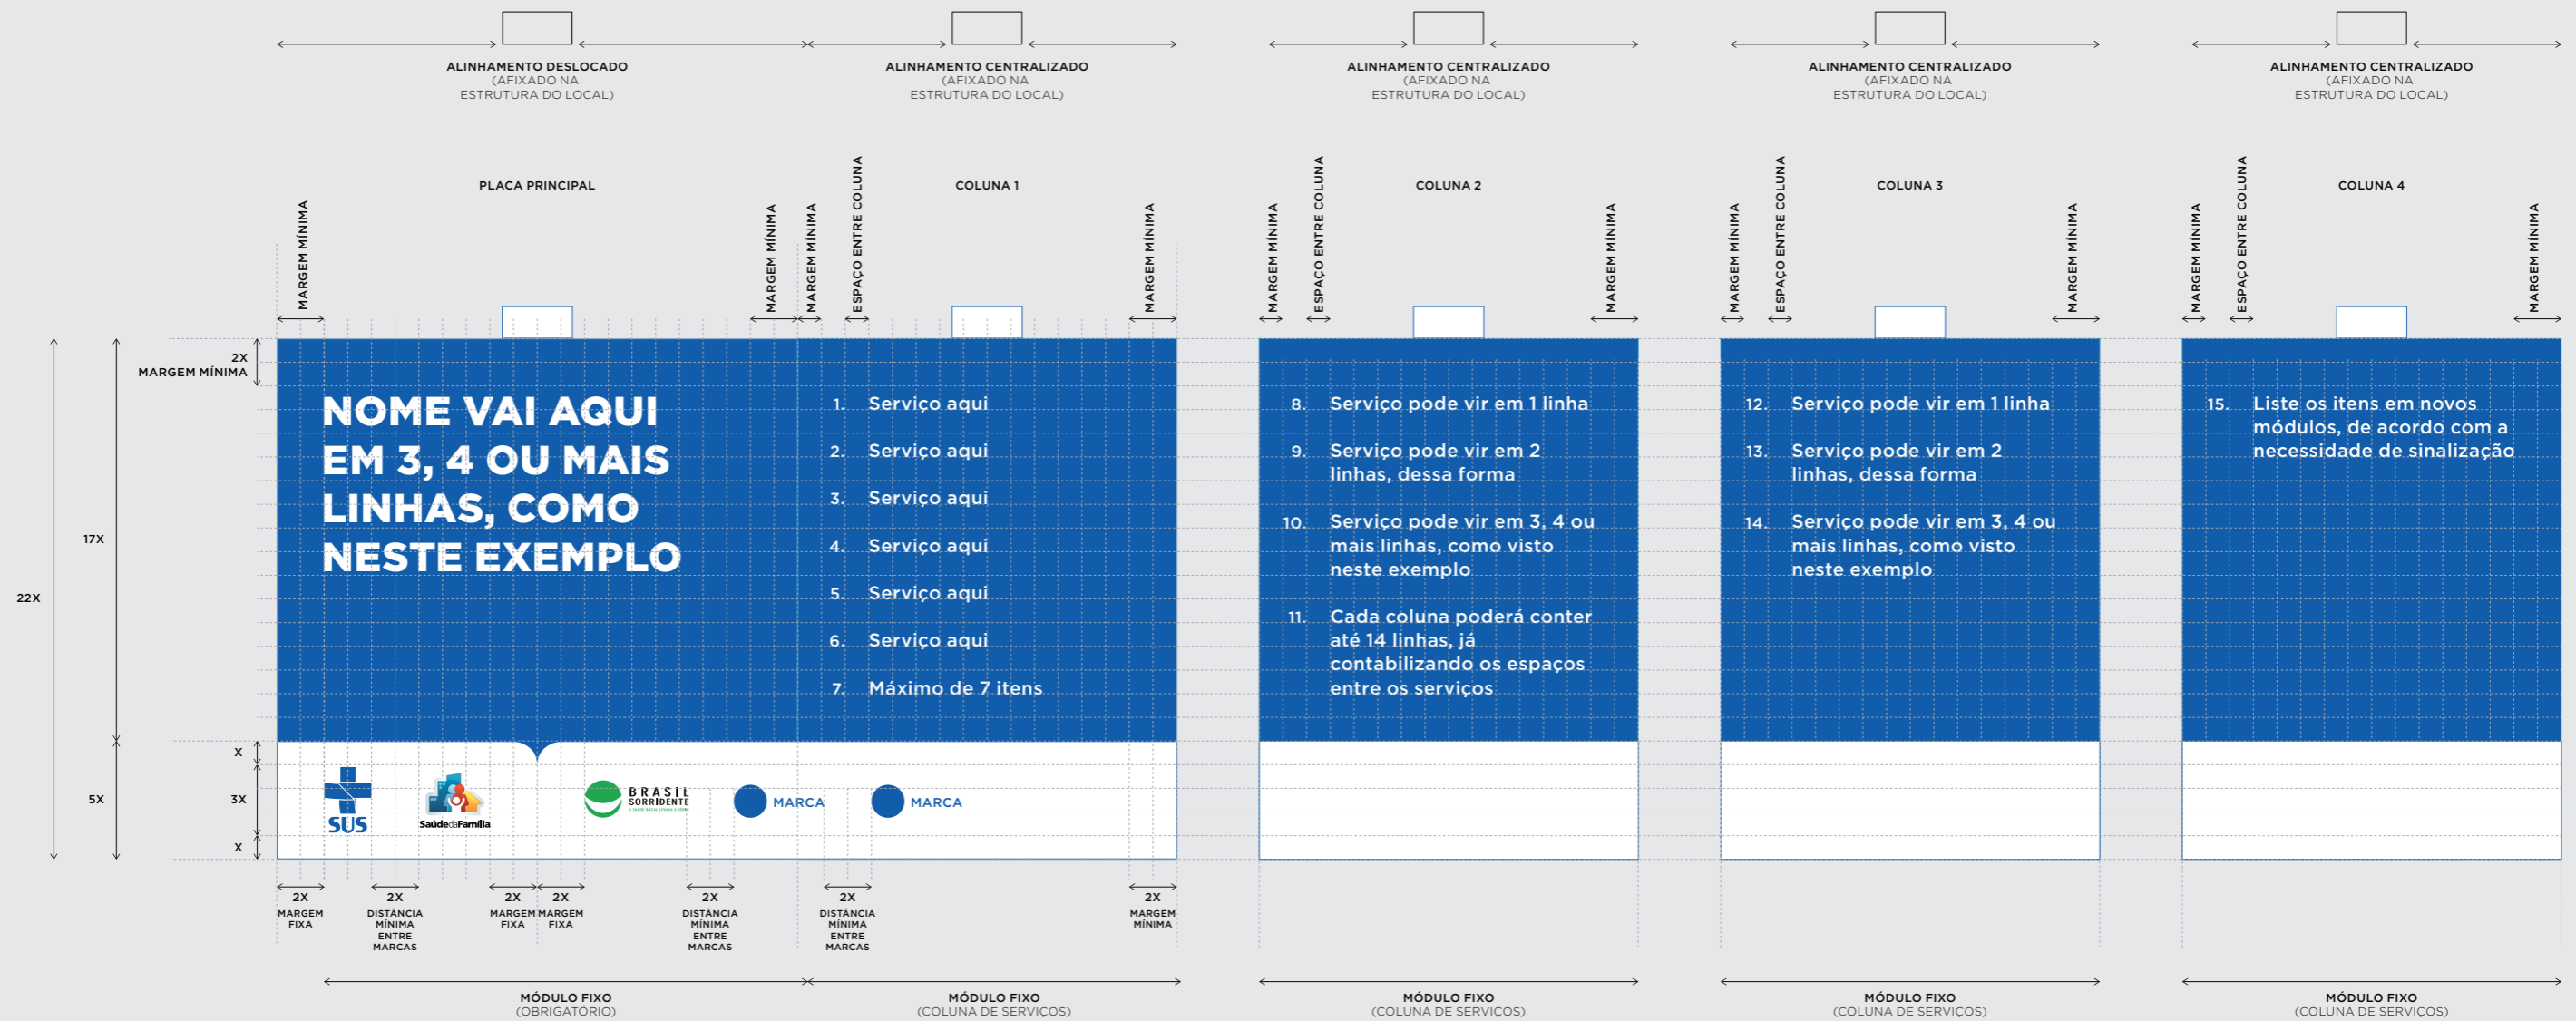 ALINHAMENTO DESLOCADO
(AFIXADO NA
ESTRUTURA DO LOCAL)
ALINHAMENTO CENTRALIZADO
(AFIXADO NA
ESTRUTURA DO LOCAL)
ALINHAMENTO CENTRALIZADO
(AFIXADO NA
ESTRUTURA DO LOCAL)
ALINHAMENTO CENTRALIZADO
(AFIXADO NA
ESTRUTURA DO LOCAL)
ALINHAMENTO CENTRALIZADO
(AFIXADO NA
ESTRUTURA DO LOCAL)
PLACA PRINCIPAL
COLUNA 1
COLUNA 2
COLUNA 3
COLUNA 4
MARGEM MÍNIMA
MARGEM MÍNIMA
MARGEM MÍNIMA
ESPAÇO ENTRE COLUNA
MARGEM MÍNIMA
MARGEM MÍNIMA
ESPAÇO ENTRE COLUNA
MARGEM MÍNIMA
MARGEM MÍNIMA
ESPAÇO ENTRE COLUNA
MARGEM MÍNIMA
MARGEM MÍNIMA
ESPAÇO ENTRE COLUNA
MARGEM MÍNIMA
2X
MARGEM MÍNIMA
22X
17X
5X
X
3X
X
NOME VAI AQUI
EM 3, 4 OU MAIS
LINHAS, COMO
NESTE EXEMPLO
1. Serviço aqui
2. Serviço aqui
3. Serviço aqui
4. Serviço aqui
5. Serviço aqui
6. Serviço aqui
7. Máximo de 7 itens
8. Serviço pode vir em 1 linha
9. Serviço pode vir em 2
linhas, dessa forma
10. Serviço pode vir em 3, 4 ou
mais linhas, como visto
neste exemplo
11. Cada coluna poderá conter
até 14 linhas, já
contabilizando os espaços
entre os serviços
12. Serviço pode vir em 1 linha
13. Serviço pode vir em 2
linhas, dessa forma
14. Serviço pode vir em 3, 4 ou
mais linhas, como visto
neste exemplo
15. Liste os itens em novos
módulos, de acordo com a
necessidade de sinalização
SUS
SaúdedaFamília
BRASIL
SORRIDENTE
MARCA
MARCA
2X
MARGEM
FIXA
2X
DISTÂNCIA
MÍNIMA
ENTRE
MARCAS
2X
MARGEM
FIXA
2X
MARGEM
FIXA
2X
DISTÂNCIA
MÍNIMA
ENTRE
MARCAS
2X
DISTÂNCIA
MÍNIMA
ENTRE
MARCAS
2X
MARGEM
MÍNIMA
MÓDULO FIXO
(OBRIGATÓRIO)
MÓDULO FIXO
(COLUNA DE SERVIÇOS)
MÓDULO FIXO
(COLUNA DE SERVIÇOS)
MÓDULO FIXO
(COLUNA DE SERVIÇOS)
MÓDULO FIXO
(COLUNA DE SERVIÇOS)